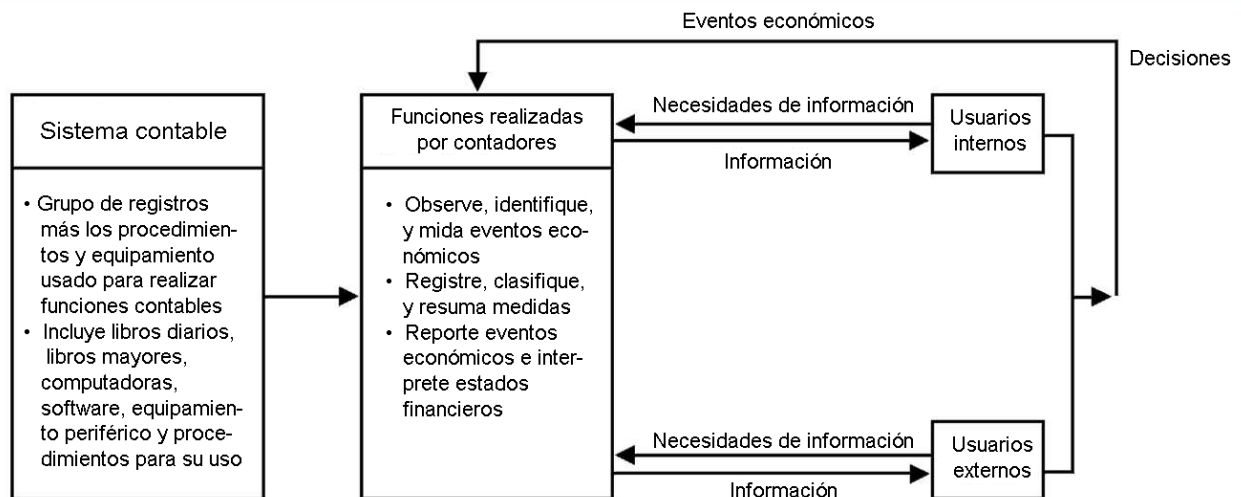 Eventos económicos
Decisiones
Sistema contable
• Grupo de registros
más los procedimien-
tos y equipamiento
usado para realizar
funciones contables
• Incluye libros diarios,
libros mayores,
computadoras,
software, equipamien-
to periférico y proce-
dimientos para su uso
Funciones realizadas
por contadores
• Observe, identifique,
y mida eventos eco-
nómicos
• Registre, clasifique,
y resuma medidas
• Reporte eventos
económicos e inter-
prete estados
financieros
Necesidades de información
Información
Usuarios
internos
Necesidades de información
Información
Usuarios
externos